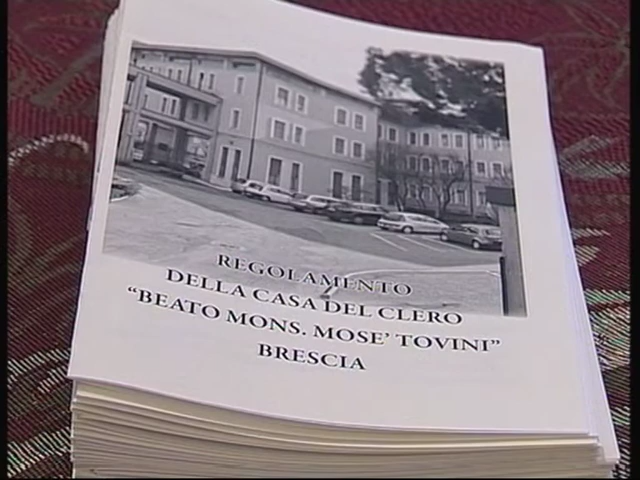 REGOLAMENTO
DELLA CASA DEL CLERO
“BEATO MONS. MOSE’ TOVINI”
BRESCIA